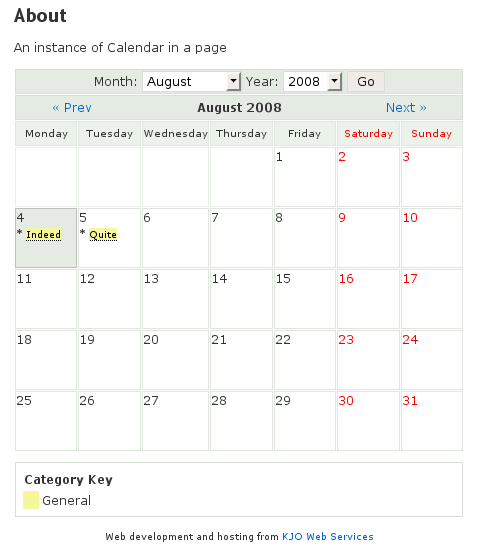 About
An instance of Calendar in a page
Month: August Year: 2008 Go
« Prev August 2008 Next »
Monday Tuesday Wednesday Thursday Friday Saturday Sunday
1 2 3
4 5 6 7 8 9 10
* Indeed * Quite
11 12 13 14 15 16 17
18 19 20 21 22 23 24
25 26 27 28 29 30 31
Category Key
General
Web development and hosting from KJO Web Services